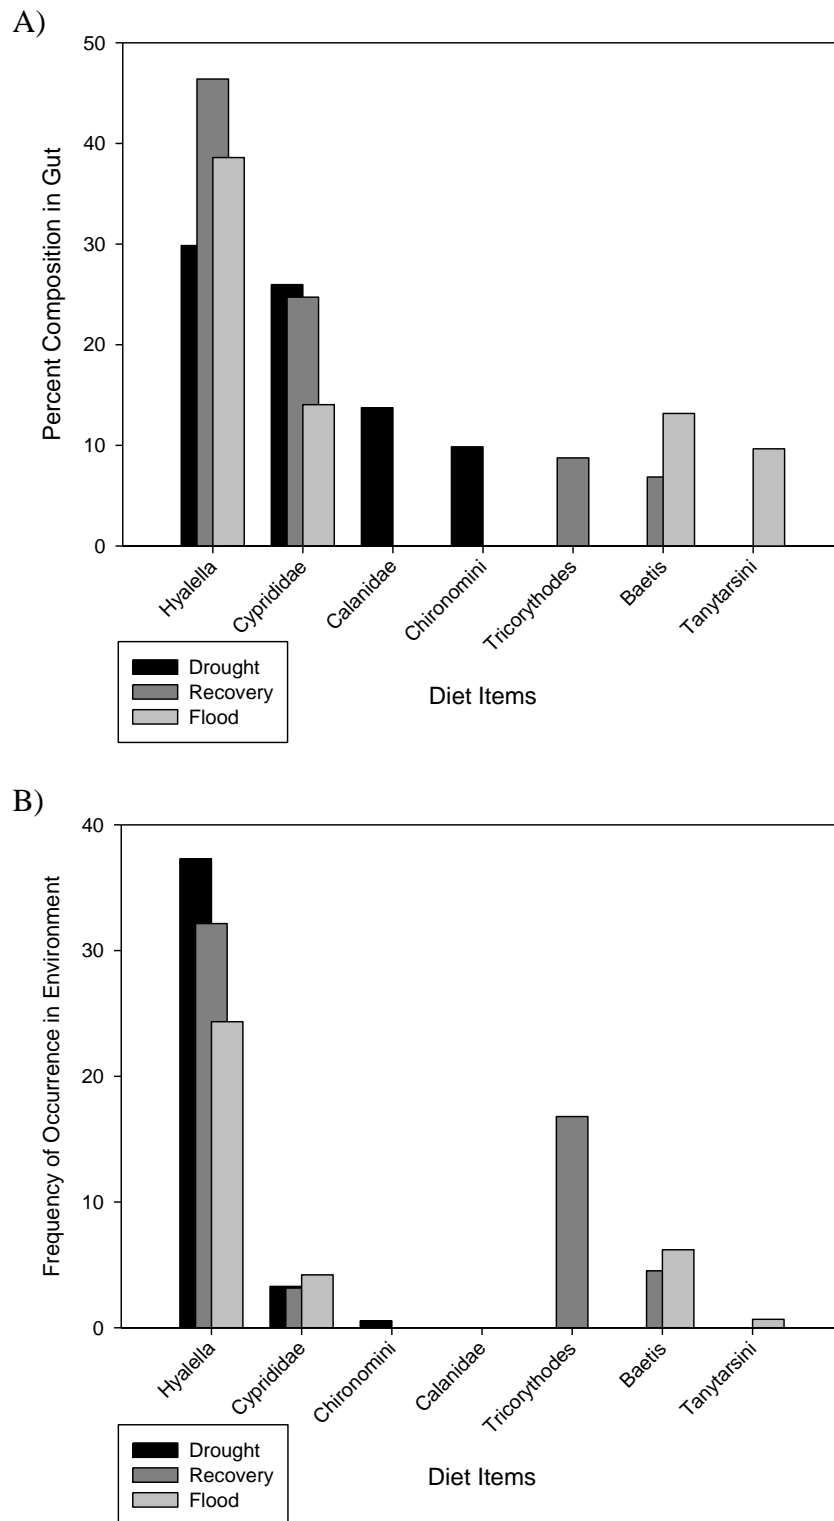 A)
50
40
30
20
10
0
Percent Composition in Gut
Hyalella
Cyprididae
Calanidae
Chironomini
Tricorythodes
Baetis
Tanytarsini
Drought
Recovery
Flood
Diet Items
B)
40
30
20
10
0
Frequency of Occurrence in Environment
Hyalella
Cyprididae
Chironomini
Calanidae
Tricorythodes
Baetis
Tanytarsini
Drought
Recovery
Flood
Diet Items